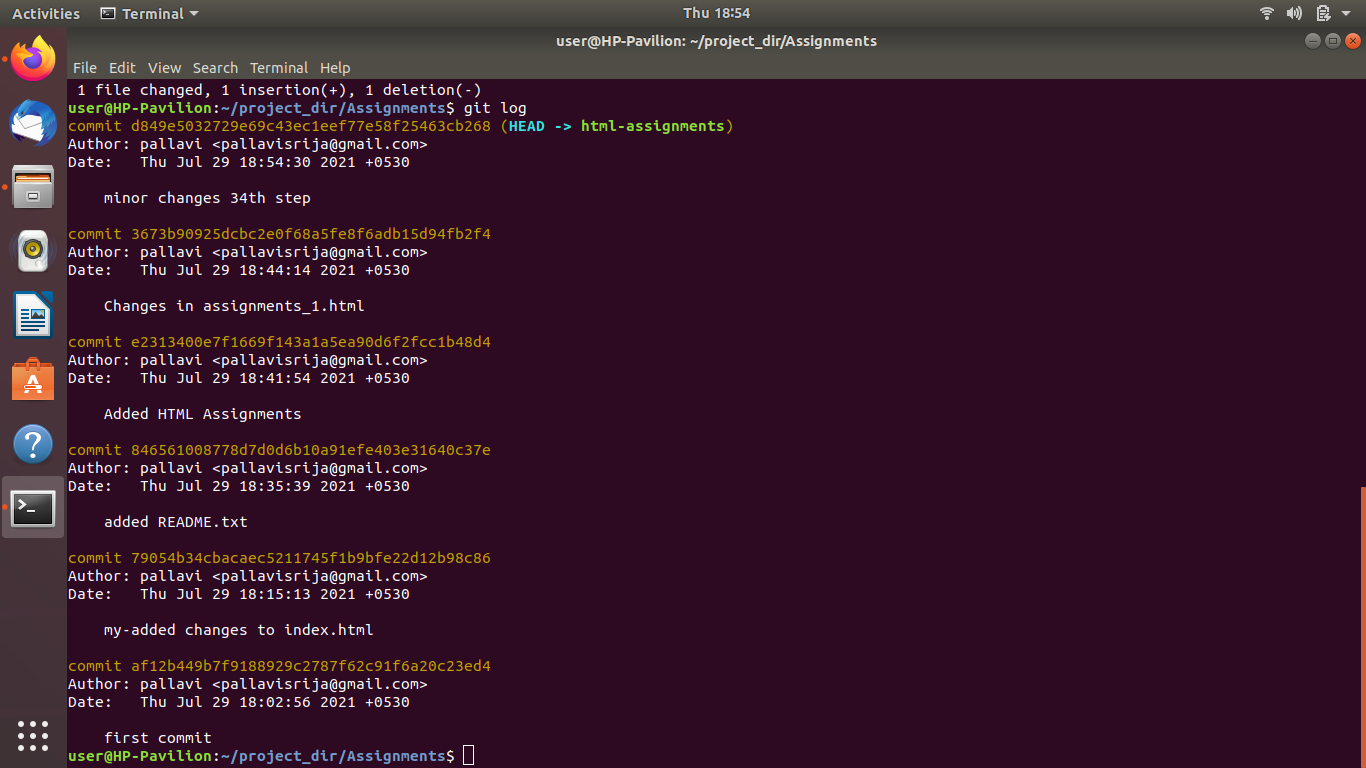 Activities Terminal Thu 18:54
user@HP-Pavilion: ~/project_dir/Assignments
File Edit View Search Terminal Help
1 file changed, 1 insertion(+), 1 deletion(-)
user@HP-Pavilion:~/project_dir/Assignments$ git log
commit d849e5032729e69c43ec1eef77e58f25463cb268 (HEAD -> html-assignments)
Author: pallavi <pallavisrija@gmail.com>
Date:   Thu Jul 29 18:54:30 2021 +0530
minor changes 34th step
commit 3673b90925dcbc2e0f68a5fe8f6adb15d94fb2f4
Author: pallavi <pallavisrija@gmail.com>
Date:   Thu Jul 29 18:44:14 2021 +0530
Changes in assignments_1.html
commit e2313400e7f1669f143a1a5ea90d6f2fcc1b48d4
Author: pallavi <pallavisrija@gmail.com>
Date:   Thu Jul 29 18:41:54 2021 +0530
Added HTML Assignments
commit 846561008778d7d0d6b10a91efe403e31640c37e
Author: pallavi <pallavisrija@gmail.com>
Date:   Thu Jul 29 18:35:39 2021 +0530
added README.txt
commit 79054b34cbacaec5211745f1b9bfe22d12b98c86
Author: pallavi <pallavisrija@gmail.com>
Date:   Thu Jul 29 18:15:13 2021 +0530
my-added changes to index.html
commit af12b449b7f9188929c2787f62c91f6a20c23ed4
Author: pallavi <pallavisrija@gmail.com>
Date:   Thu Jul 29 18:02:56 2021 +0530
first commit
user@HP-Pavilion:~/project_dir/Assignments$